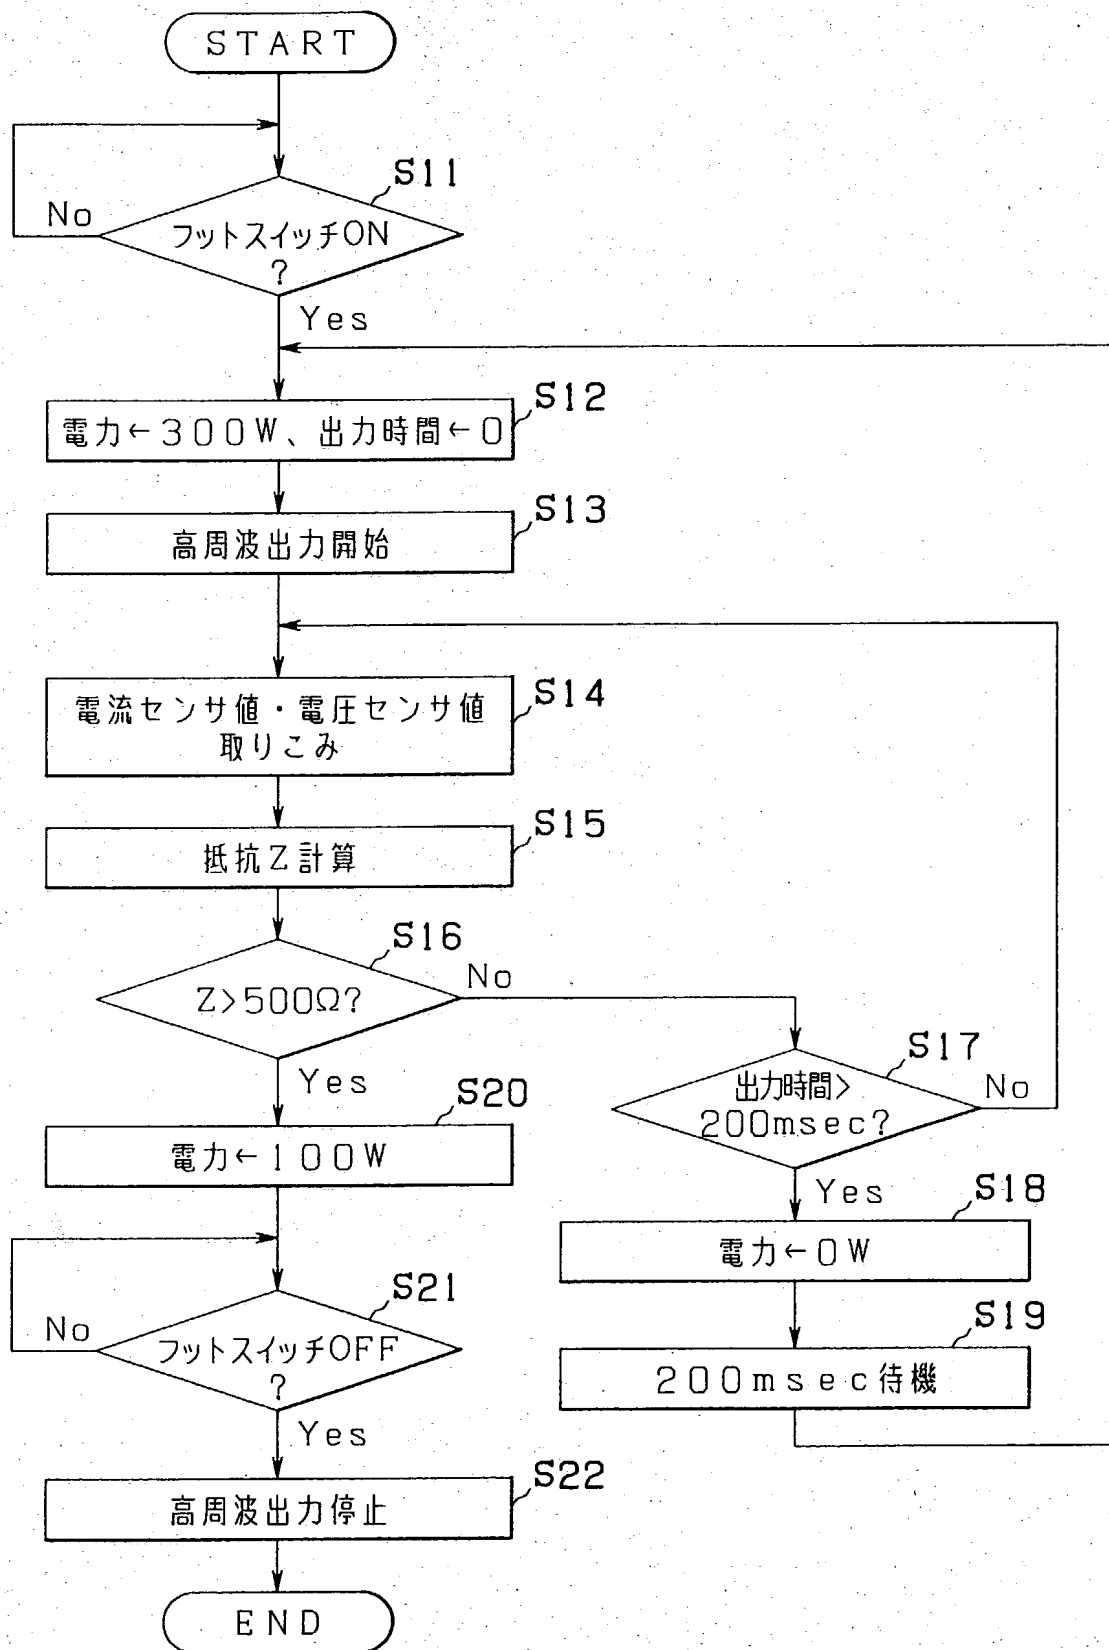 START
S11
No
フットスイッチON
?
Yes
S12
電力←300W、出力時間←0
S13
高周波出力開始
S14
電流センサ値・電圧センサ値
取りこみ
S15
抵抗Z計算
S16
No
Z>500Ω?
Yes
S17
出力時間>
200msec?
No
S20
電力←100W
Yes
S18
電力←0W
S21
No
フットスイッチOFF
?
Yes
S19
200msec待機
S22
高周波出力停止
END